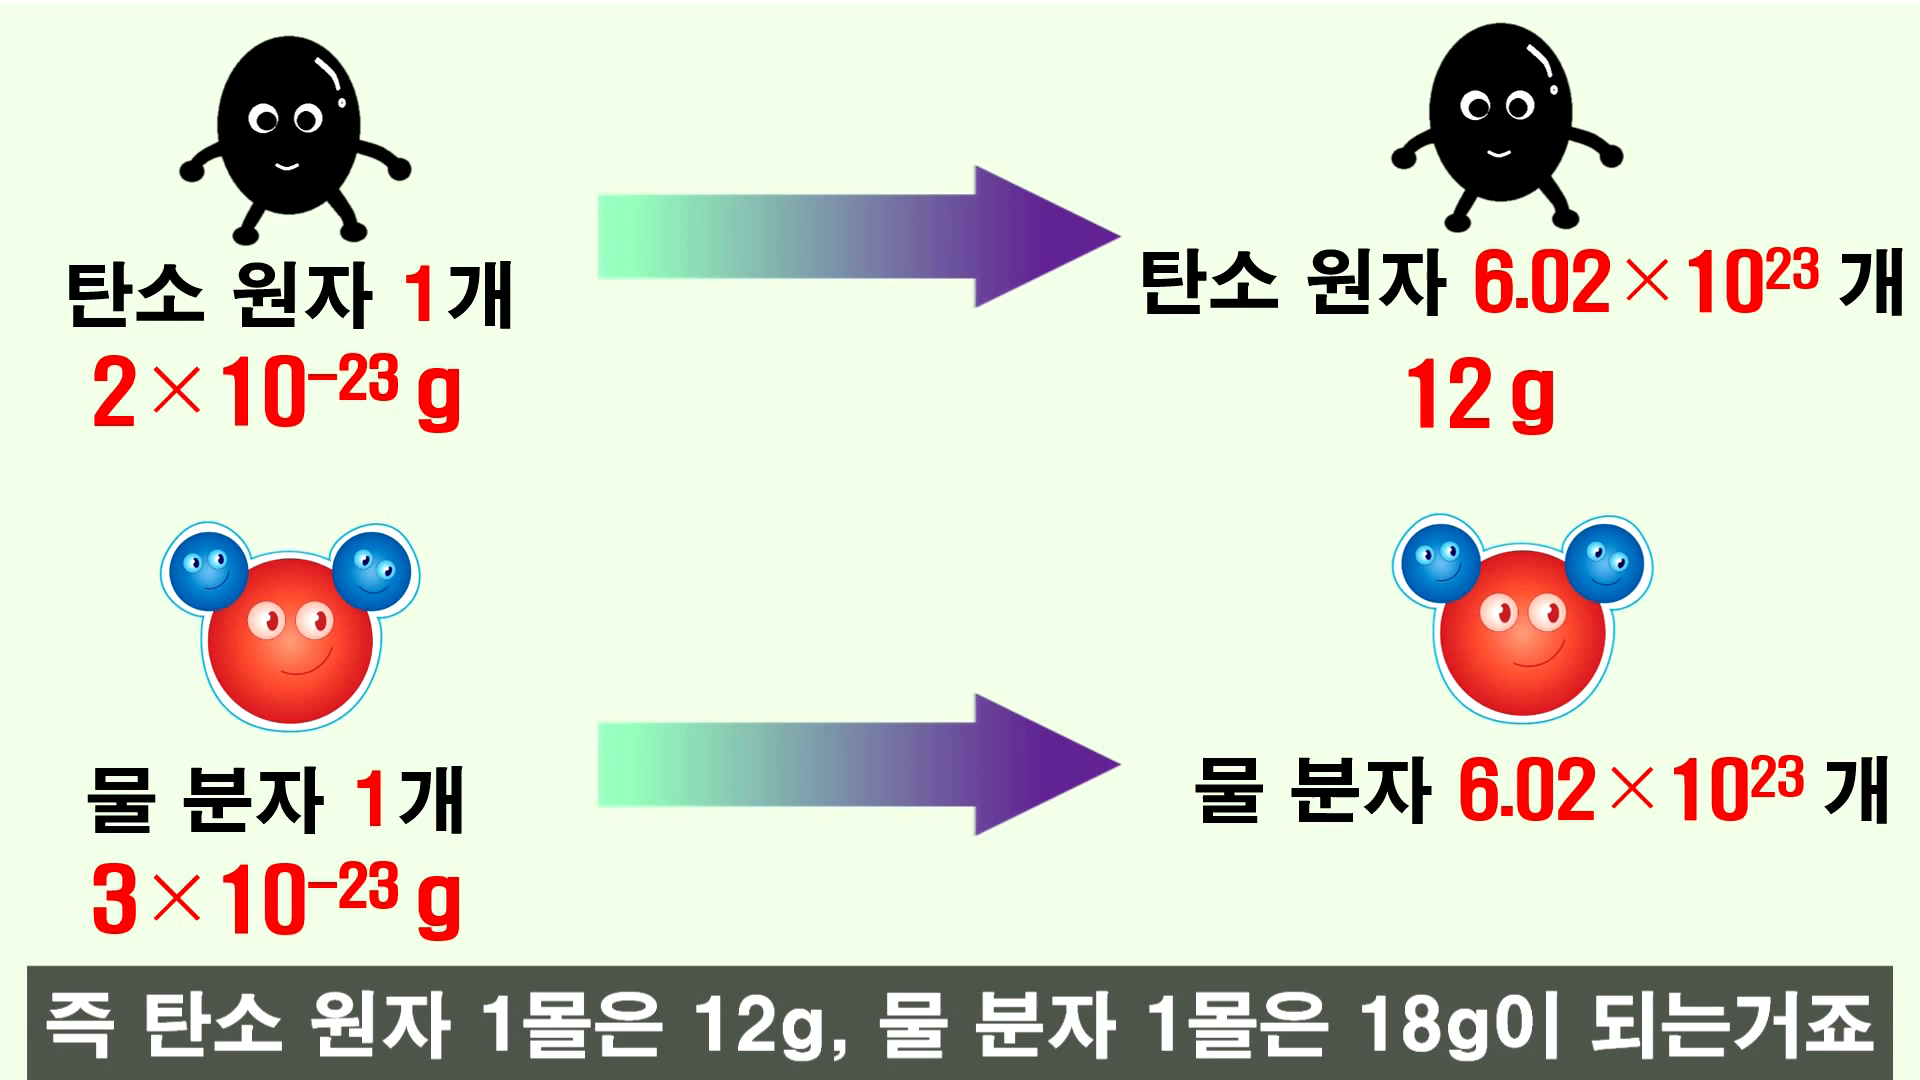 탄소 원자 1개
2×10⁻²³ g
탄소 원자 6.02×10²³ 개
12 g
물 분자 1개
3×10⁻²³ g
물 분자 6.02×10²³ 개
즉 탄소 원자 1몰은 12g, 물 분자 1몰은 18g이 되는거죠